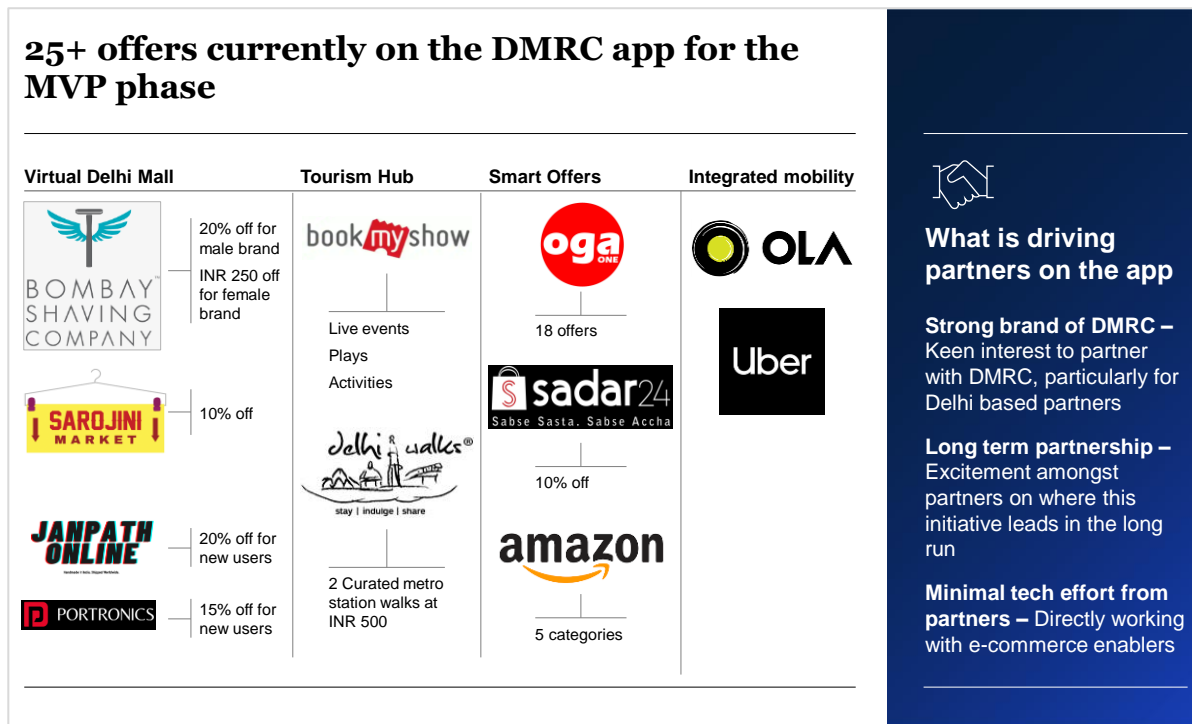 25+ offers currently on the DMRC app for the
MVP phase
Virtual Delhi Mall
BOMBAY
SHAVING
COMPANY
TM
20% off for
male brand
INR 250 off
for female
brand
SAROJINI
MARKET
10% off
JANPATH
ONLINE
20% off for
new users
PORTRONICS
15% off for
new users
Tourism Hub
bookmyshow
Live events
Plays
Activities
delhi walks®
stay | indulge | share
2 Curated metro
station walks at
INR 500
Smart Offers
oga
ONE
18 offers
S
sadar24
Sabse Sasta. Sabse Accha
10% off
amazon
5 categories
Integrated mobility
OLA
Uber
What is driving
partners on the app
Strong brand of DMRC –
Keen interest to partner
with DMRC, particularly for
Delhi based partners
Long term partnership –
Excitement amongst
partners on where this
initiative leads in the long
run
Minimal tech effort from
partners – Directly working
with e-commerce enablers